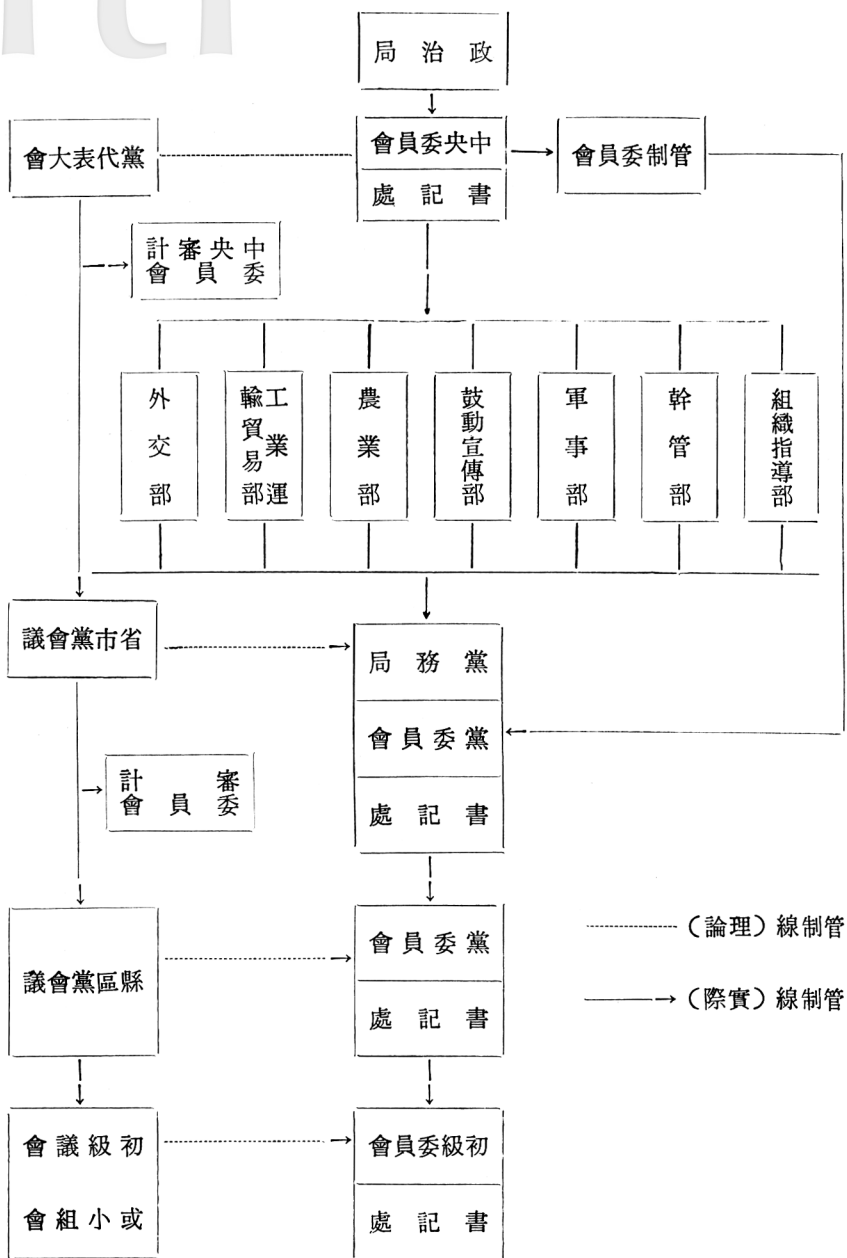 政治局
中央委員會
書記處
管制委員會
黨代表大會
中央審計
委員會
組織指導部
幹管部
軍事部
鼓動宣傳部
農業部
工業運
輸貿易部
外交部
省市黨會議
黨務局
黨委員會
書記處
審計
委員會
縣區黨會議
黨委員會
書記處
初級議會
或小組會
初級委員會
書記處
管制線（理論）
管制線（實際）